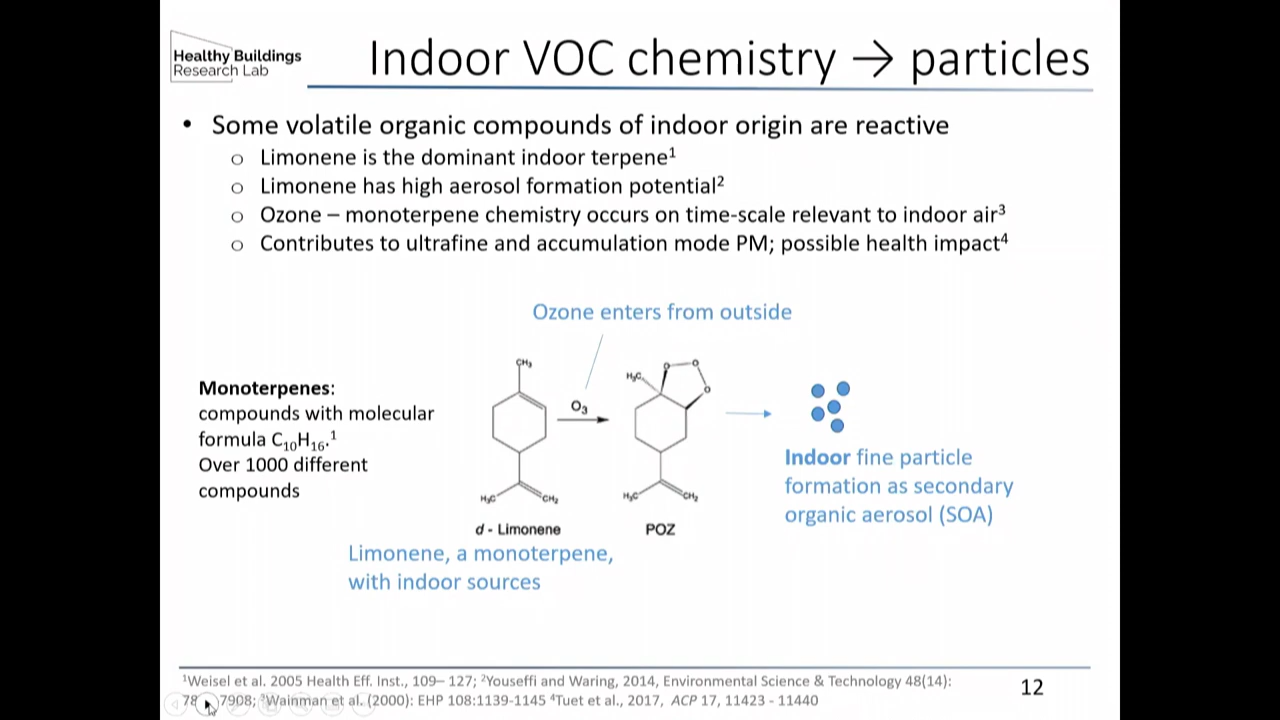 Healthy Buildings
Research Lab
Indoor VOC chemistry → particles
• Some volatile organic compounds of indoor origin are reactive
o Limonene is the dominant indoor terpene¹
o Limonene has high aerosol formation potential²
o Ozone – monoterpene chemistry occurs on time-scale relevant to indoor air³
o Contributes to ultrafine and accumulation mode PM; possible health impact⁴
Ozone enters from outside
Monoterpenes:
compounds with molecular
formula C₁₀H₁₆.¹
Over 1000 different
compounds
CH₃
O₃
H₂C
CH₂
d - Limonene
H₃C
O
O
O
H₂C
CH₂
POZ
Indoor fine particle
formation as secondary
organic aerosol (SOA)
Limonene, a monoterpene,
with indoor sources
¹Weisel et al. 2005 Health Eff. Inst., 109– 127; ²Youseffi and Waring, 2014, Environmental Science & Technology 48(14):
78 7908; ³Wainman et al. (2000): EHP 108:1139-1145 ⁴Tuet et al., 2017, ACP 17, 11423 - 11440
12